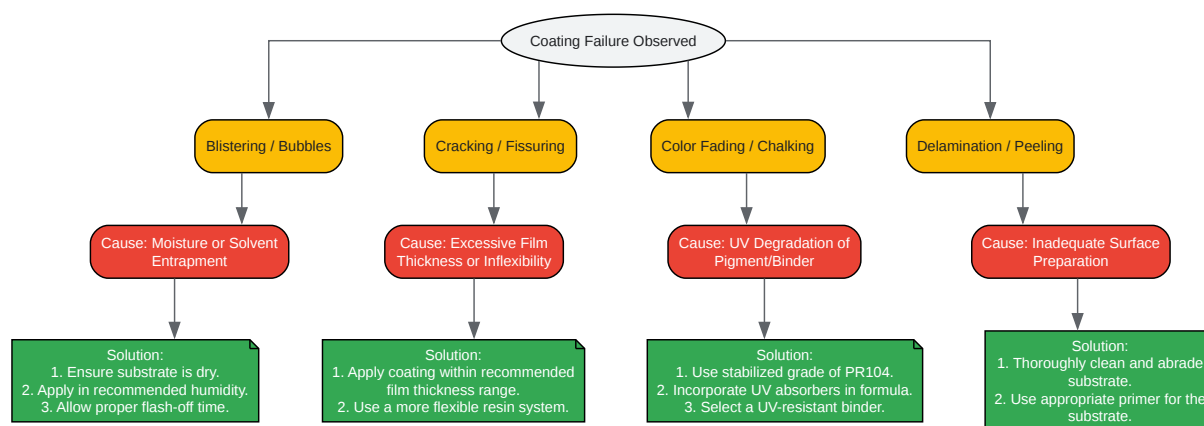 Coating Failure Observed
Blistering / Bubbles
Cracking / Fissuring
Color Fading / Chalking
Delamination / Peeling
Cause: Moisture or Solvent
Entrapment
Cause: Excessive Film
Thickness or Inflexibility
Cause: UV Degradation of
Pigment/Binder
Cause: Inadequate Surface
Preparation
Solution:
1. Ensure substrate is dry.
2. Apply in recommended humidity.
3. Allow proper flash-off time.
Solution:
1. Apply coating within recommended
film thickness range.
2. Use a more flexible resin system.
Solution:
1. Use stabilized grade of PR104.
2. Incorporate UV absorbers in formula.
3. Select a UV-resistant binder.
Solution:
1. Thoroughly clean and abrade
substrate.
2. Use appropriate primer for the
substrate.